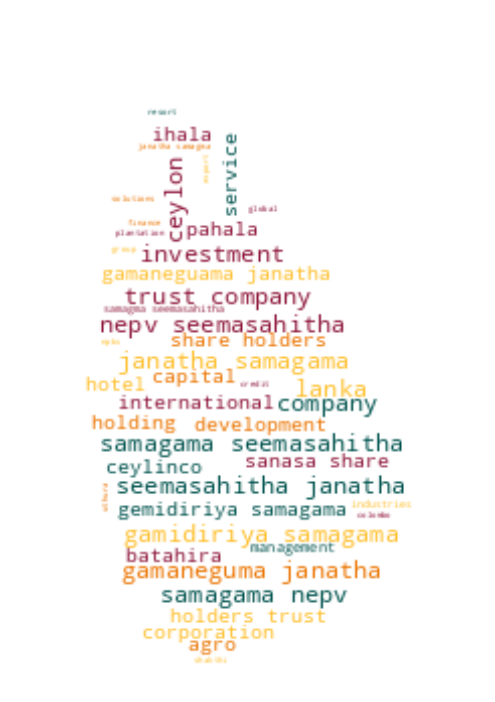 resort
ihala
janatha samagma
service
export
ceylon
solutions
global
finance
pahala
plantation
group
investment
gamaneguama janatha
trust company
samagma seemasahitha
nepv seemasahitha
share holders
janatha samagama
capital
hotel
credit
lanka
international company
holding development
samagama seemasahitha
sanasa share
ceylinco
seemasahitha janatha
gemidiriya samagama
industries
colombo
gamidiriya samagama
management
batahira
gamaneguma janatha
samagama nepv
holders trust
corporation
agro
shakthi